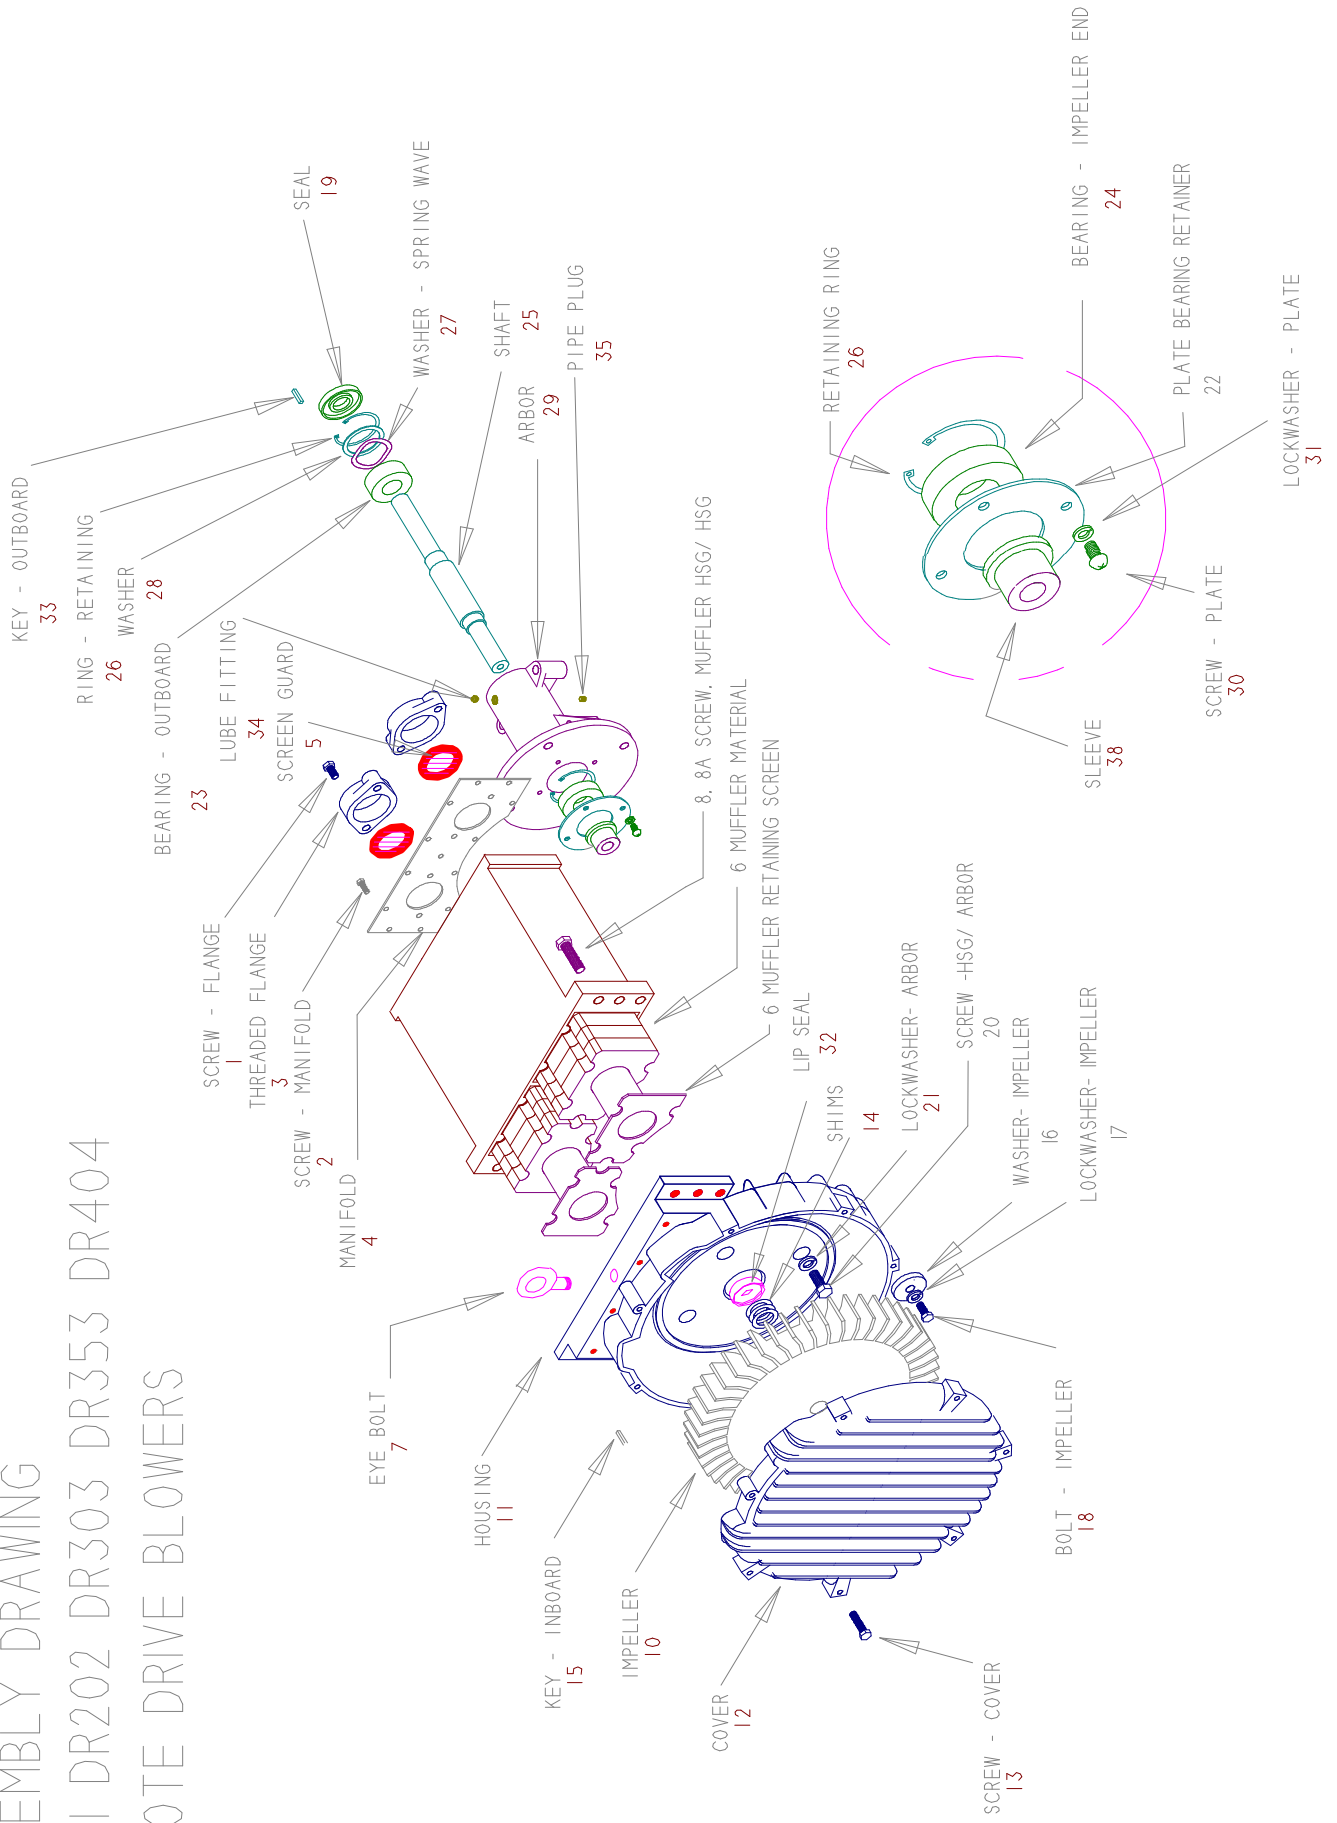 EMBLY DRAWING
DR202 DR303 DR353 DR404
OTE DRIVE BLOWERS
KEY - OUTBOARD
33
RING - RETAINING
26
WASHER
28
BEARING - OUTBOARD
23
LUBE FITTING
34
SCREEN GUARD
5
SCREW - FLANGE
1
THREADED FLANGE
3
SCREW - MANIFOLD
2
MANIFOLD
4
EYE BOLT
7
HOUSING
11
KEY - INBOARD
15
IMPELLER
10
COVER
12
SCREW - COVER
13
SEAL
19
WASHER - SPRING WAVE
27
SHAFT
25
ARBOR
29
PIPE PLUG
35
8, 8A SCREW, MUFFLER HSG/ HSG
6 MUFFLER MATERIAL
6 MUFFLER RETAINING SCREEN
LIP SEAL
32
SHIMS
14
LOCKWASHER- ARBOR
21
SCREW -HSG/ ARBOR
20
WASHER- IMPELLER
16
LOCKWASHER- IMPELLER
17
BOLT - IMPELLER
18
RETAINING RING
26
BEARING - IMPELLER END
24
PLATE BEARING RETAINER
22
LOCKWASHER - PLATE
31
SCREW - PLATE
30
SLEEVE
38